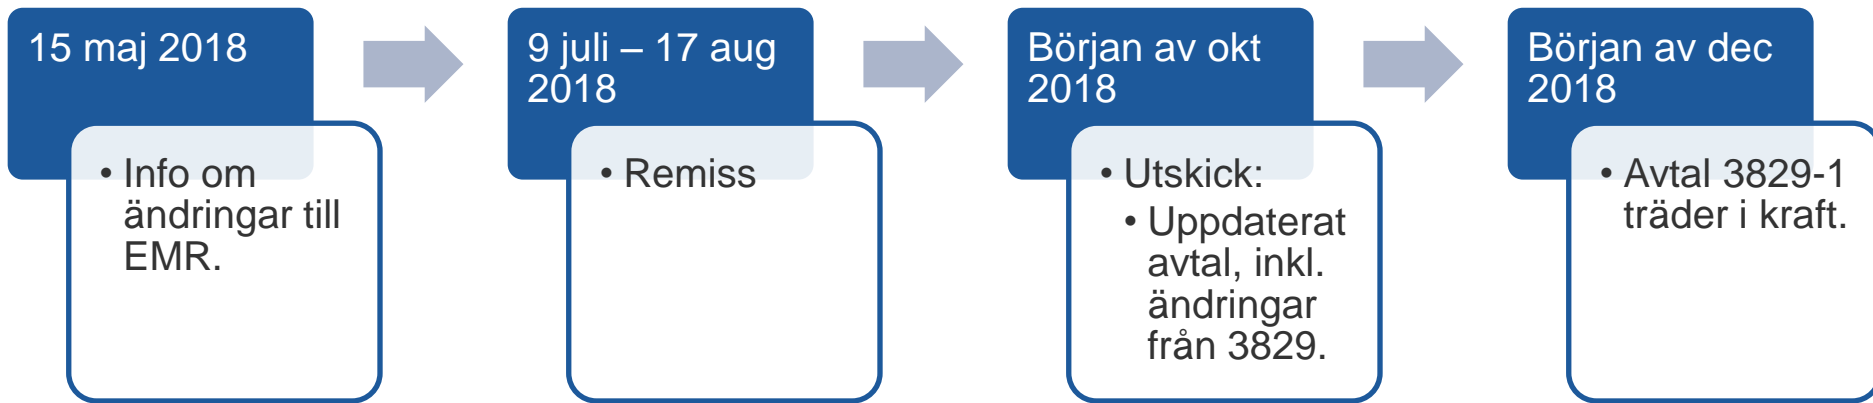 15 maj 2018
• Info om
ändringar till
EMR.
9 juli – 17 aug
2018
• Remiss
Början av okt
2018
• Utskick:
• Uppdaterat
avtal, inkl.
ändringar
från 3829.
Början av dec
2018
• Avtal 3829-1
träder i kraft.